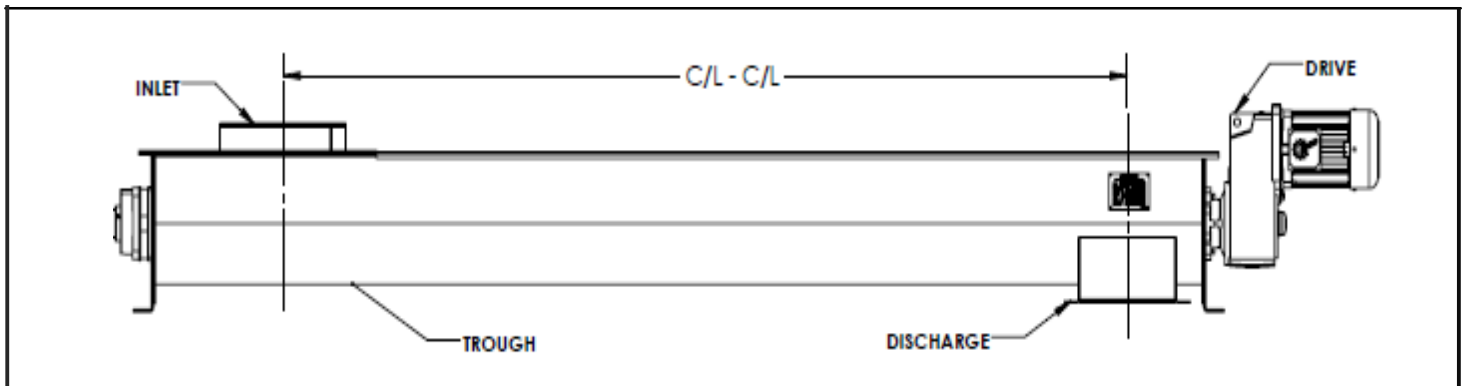 C/L - C/L
DRIVE
INLET
TROUGH
DISCHARGE